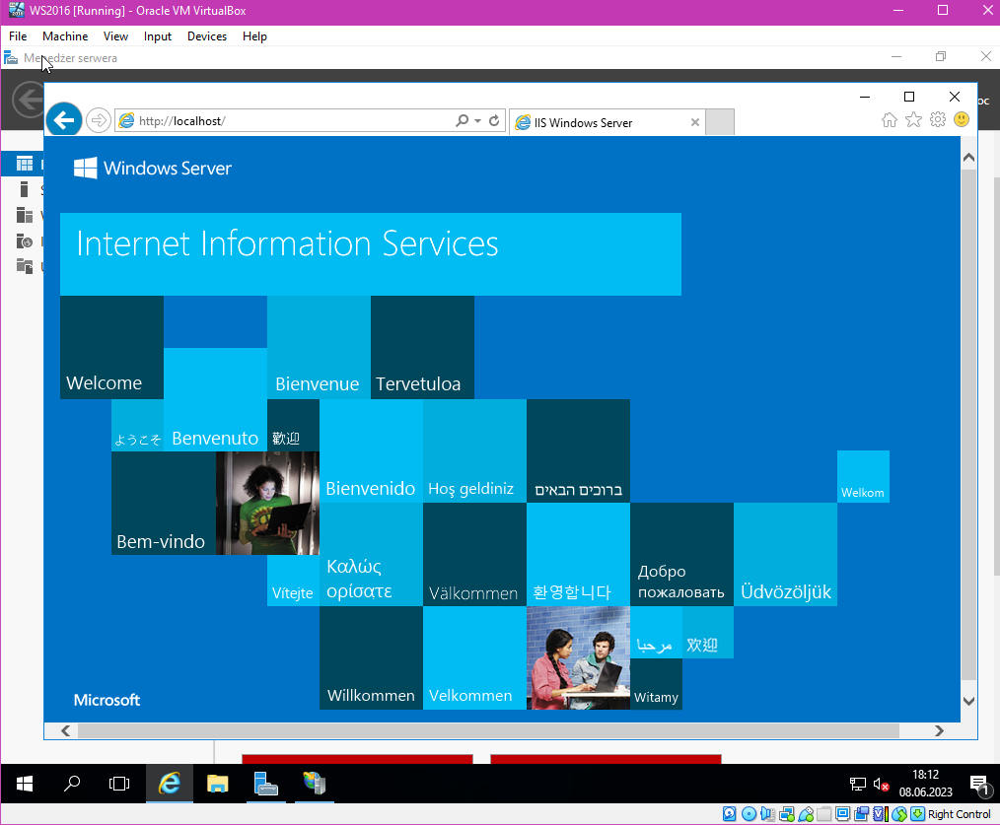 WS2016 [Running] - Oracle VM VirtualBox
File Machine View Input Devices Help
Menedżer serwera
http://localhost/
IIS Windows Server
Windows Server
Internet Information Services
Welcome
Bienvenue
Tervetuloa
ようこそ
Benvenuto
歡迎
Bienvenido
Hoş geldiniz
ברוכים הבאים
Welkom
Bem-vindo
Vítejte
Καλώς
ορίσατε
Välkommen
환영합니다
Добро
пожаловать
Üdvözöljük
Microsoft
Willkommen
Velkommen
مرحبا
欢迎
Witamy
18:12
08.06.2023
1
Right Control